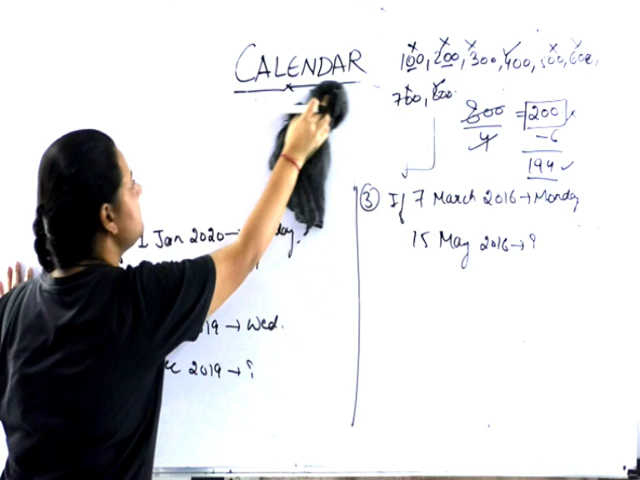 CALENDAR
100, 200, 300, 400, 500, 600,
700, 800
800/4 = 200
-6
194 ✓
1 Jan 2020 →
19 → Wed.
2019 → ?
③ If 7 March 2016 → Monday
15 May 2016 → ?